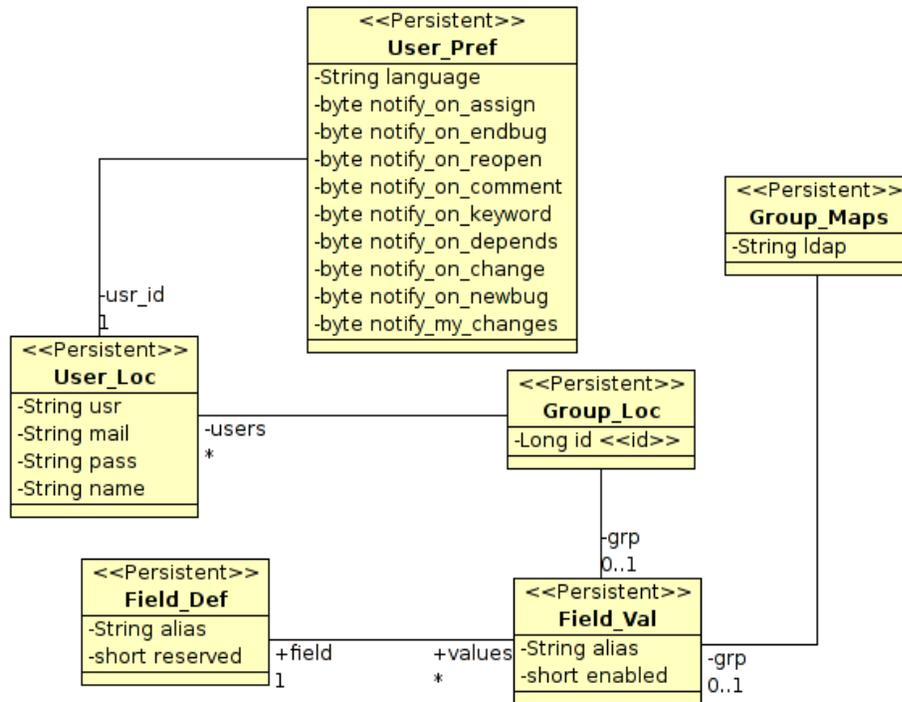 <<Persistent>>
User_Pref
-String language
-byte notify_on_assign
-byte notify_on_endbug
-byte notify_on_reopen
-byte notify_on_comment
-byte notify_on_keyword
-byte notify_on_depends
-byte notify_on_change
-byte notify_on_newbug
-byte notify_my_changes
<<Persistent>>
Group_Maps
-String ldap
-usr_id
1
<<Persistent>>
User_Loc
-String usr
-String mail
-String pass
-String name
-users
*
<<Persistent>>
Group_Loc
-Long id <<id>>
-grp
0..1
<<Persistent>>
Field_Def
-String alias
-short reserved
+field
1
+values
*
<<Persistent>>
Field_Val
-String alias
-short enabled
-grp
0..1